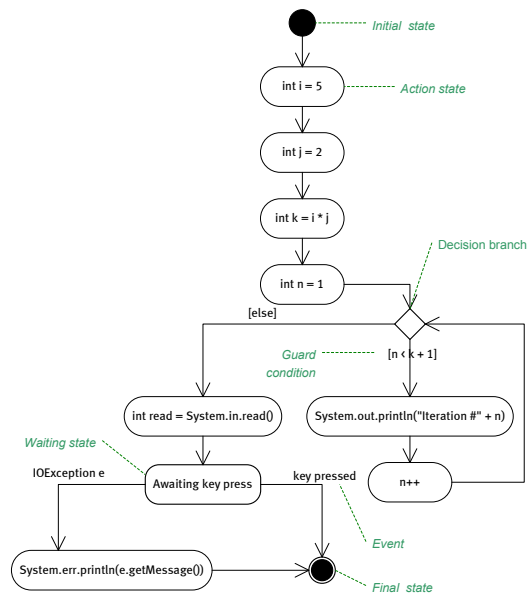 Initial state
int i = 5
Action state
int j = 2
int k = i * j
Decision branch
int n = 1
[else]
Guard
condition
[n < k + 1]
int read = System.in.read()
System.out.println("Iteration #" + n)
Waiting state
IOException e
Awaiting key press
key pressed
n++
Event
System.err.println(e.getMessage())
Final state